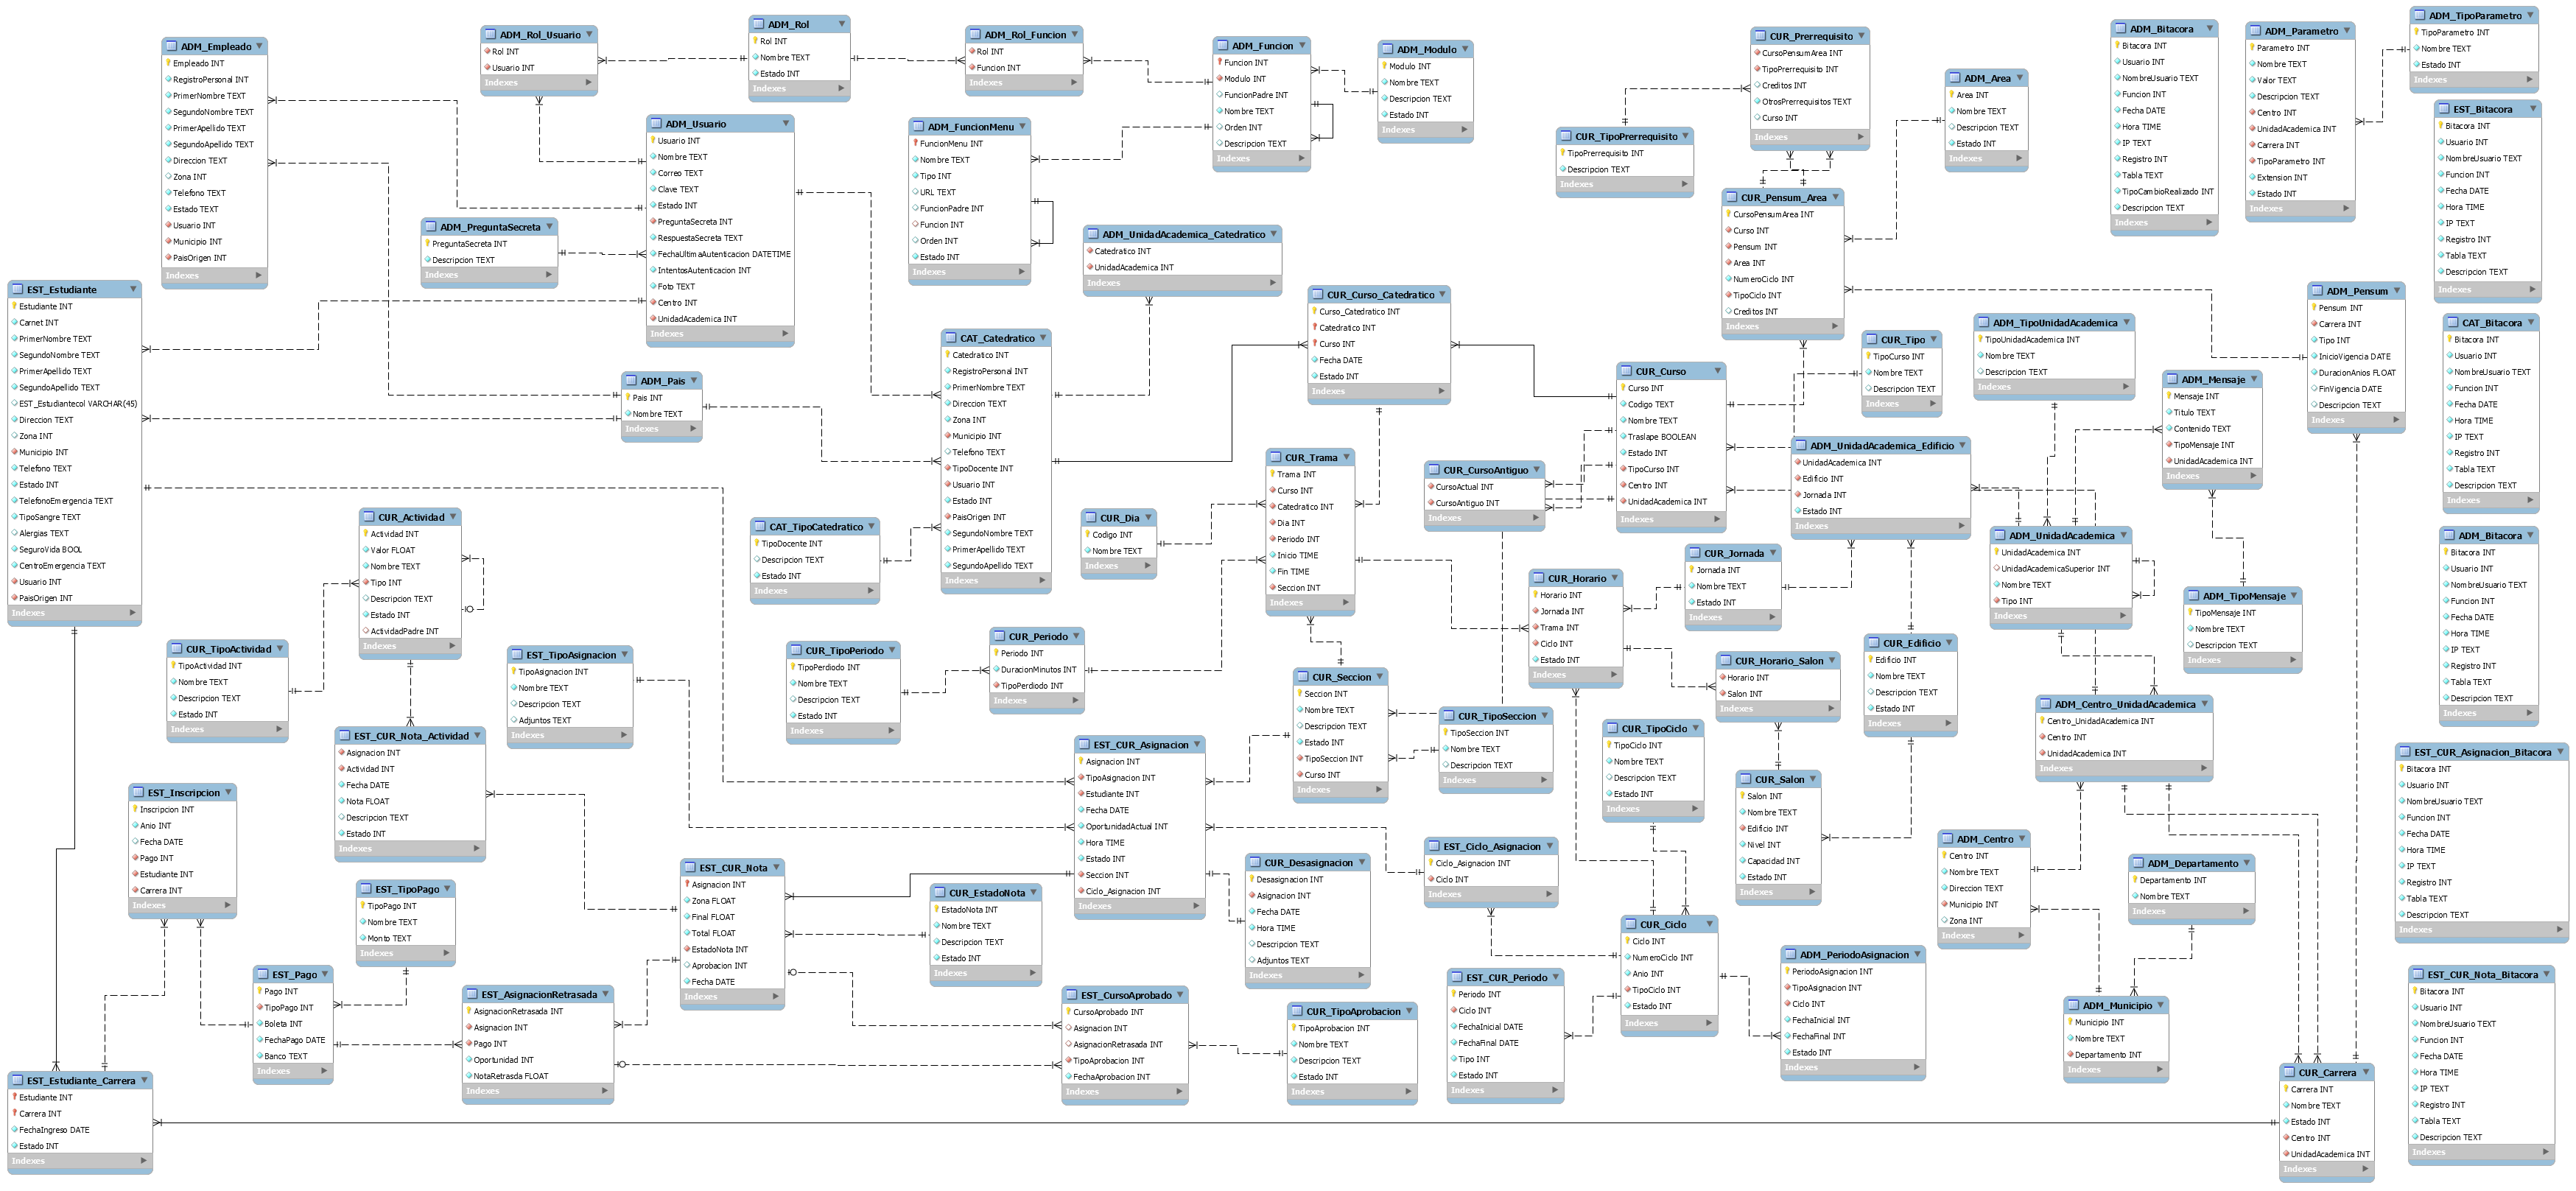 ADM_Empleado
Empleado INT
RegistroPersonal INT
PrimerNombre TEXT
SegundoNombre TEXT
PrimerApellido TEXT
SegundoApellido TEXT
Direccion TEXT
Zona INT
Telefono TEXT
Estado TEXT
Usuario INT
Municipio INT
PaisOrigen INT
Indexes
ADM_Rol_Usuario
Rol INT
Usuario INT
Indexes
ADM_Rol
Rol INT
Nombre TEXT
Estado INT
Indexes
ADM_Rol_Funcion
Rol INT
Funcion INT
Indexes
ADM_Funcion
Funcion INT
Modulo INT
FuncionPadre INT
Nombre TEXT
Orden INT
Descripcion TEXT
Indexes
ADM_Modulo
Modulo INT
Nombre TEXT
Descripcion TEXT
Estado INT
Indexes
CUR_Prerrequisito
CursoPensumArea INT
TipoPrerrequisito INT
Creditos INT
OtrosPrerrequisitos TEXT
Curso INT
Indexes
CUR_TipoPrerrequisito
TipoPrerrequisito INT
Descripcion TEXT
Indexes
ADM_Area
Area INT
Nombre TEXT
Descripcion TEXT
Estado INT
Indexes
ADM_Bitacora
Bitacora INT
Usuario INT
NombreUsuario TEXT
Funcion INT
Fecha DATE
Hora TIME
IP TEXT
Registro INT
Tabla TEXT
TipoCambioRealizado INT
Descripcion TEXT
Indexes
ADM_Parametro
Parametro INT
Nombre TEXT
Valor TEXT
Descripcion TEXT
Centro INT
UnidadAcademica INT
Carrera INT
TipoParametro INT
Extension INT
Estado INT
Indexes
ADM_TipoParametro
TipoParametro INT
Nombre TEXT
Estado INT
Indexes
EST_Bitacora
Bitacora INT
Usuario INT
NombreUsuario TEXT
Funcion INT
Fecha DATE
Hora TIME
IP TEXT
Registro INT
Tabla TEXT
Descripcion TEXT
Indexes
ADM_Usuario
Usuario INT
Nombre TEXT
Correo TEXT
Clave TEXT
Estado INT
PreguntaSecreta INT
RespuestaSecreta TEXT
FechaUltimaAutenticacion DATETIME
IntentosAutenticacion INT
Foto TEXT
Centro INT
UnidadAcademica INT
Indexes
ADM_PreguntaSecreta
PreguntaSecreta INT
Descripcion TEXT
Indexes
ADM_FuncionMenu
FuncionMenu INT
Nombre TEXT
Tipo INT
URL TEXT
FuncionPadre INT
Funcion INT
Orden INT
Estado INT
Indexes
ADM_UnidadAcademica_Catedratico
Catedratico INT
UnidadAcademica INT
Indexes
CUR_Pensum_Area
CursoPensumArea INT
Curso INT
Pensum INT
Area INT
NumeroCiclo INT
TipoCiclo INT
Creditos INT
Indexes
EST_Estudiante
Estudiante INT
Carnet INT
PrimerNombre TEXT
SegundoNombre TEXT
PrimerApellido TEXT
SegundoApellido TEXT
EST_Estudiantecol VARCHAR(45)
Direccion TEXT
Zona INT
Municipio INT
Telefono TEXT
Estado INT
TelefonoEmergencia TEXT
TipoSangre TEXT
Alergias TEXT
SeguroVida BOOL
CentroEmergencia TEXT
Usuario INT
PaisOrigen INT
Indexes
ADM_Pais
Pais INT
Nombre TEXT
Indexes
CAT_Catedratico
Catedratico INT
RegistroPersonal INT
PrimerNombre TEXT
Direccion TEXT
Zona INT
Municipio INT
Telefono TEXT
TipoDocente INT
Usuario INT
Estado INT
PaisOrigen INT
SegundoNombre TEXT
PrimerApellido TEXT
SegundoApellido TEXT
Indexes
CUR_Curso_Catedratico
Curso_Catedratico INT
Catedratico INT
Curso INT
Fecha DATE
Estado INT
Indexes
CUR_Curso
Curso INT
Codigo TEXT
Nombre TEXT
Traslape BOOLEAN
Estado INT
TipoCurso INT
Centro INT
UnidadAcademica INT
Indexes
CUR_Tipo
TipoCurso INT
Nombre TEXT
Descripcion TEXT
Indexes
ADM_TipoUnidadAcademica
TipoUnidadAcademica INT
Nombre TEXT
Descripcion TEXT
Indexes
ADM_Pensum
Pensum INT
Carrera INT
Tipo INT
InicioVigencia DATE
DuracionAnios FLOAT
FinVigencia DATE
Descripcion TEXT
Indexes
ADM_Mensaje
Mensaje INT
Titulo TEXT
Contenido TEXT
TipoMensaje INT
UnidadAcademica INT
Indexes
CAT_Bitacora
Bitacora INT
Usuario INT
NombreUsuario TEXT
Funcion INT
Fecha DATE
Hora TIME
IP TEXT
Registro INT
Tabla TEXT
Descripcion TEXT
Indexes
ADM_UnidadAcademica_Edificio
UnidadAcademica INT
Edificio INT
Jornada INT
Estado INT
Indexes
CUR_CursoAntiguo
CursoActual INT
CursoAntiguo INT
Indexes
CUR_Trama
Trama INT
Curso INT
Catedratico INT
Dia INT
Periodo INT
Inicio TIME
Fin TIME
Seccion INT
Indexes
CUR_Dia
Codigo INT
Nombre TEXT
Indexes
CAT_TipoCatedratico
TipoDocente INT
Descripcion TEXT
Estado INT
Indexes
CUR_Actividad
Actividad INT
Valor FLOAT
Nombre TEXT
Tipo INT
Descripcion TEXT
Estado INT
ActividadPadre INT
Indexes
CUR_TipoActividad
TipoActividad INT
Nombre TEXT
Descripcion TEXT
Estado INT
Indexes
EST_TipoAsignacion
TipoAsignacion INT
Nombre TEXT
Descripcion TEXT
Adjuntos TEXT
Indexes
CUR_TipoPeriodo
TipoPerdiodo INT
Nombre TEXT
Descripcion TEXT
Estado INT
Indexes
CUR_Periodo
Periodo INT
DuracionMinutos INT
TipoPerdiodo INT
Indexes
CUR_Seccion
Seccion INT
Nombre TEXT
Descripcion TEXT
Estado INT
TipoSeccion INT
Curso INT
Indexes
CUR_TipoSeccion
TipoSeccion INT
Nombre TEXT
Descripcion TEXT
Indexes
CUR_Horario
Horario INT
Jornada INT
Trama INT
Ciclo INT
Estado INT
Indexes
CUR_Jornada
Jornada INT
Nombre TEXT
Estado INT
Indexes
CUR_Horario_Salon
Horario INT
Salon INT
Indexes
CUR_Edificio
Edificio INT
Nombre TEXT
Descripcion TEXT
Estado INT
Indexes
ADM_UnidadAcademica
UnidadAcademica INT
UnidadAcademicaSuperior INT
Nombre TEXT
Tipo INT
Indexes
ADM_TipoMensaje
TipoMensaje INT
Nombre TEXT
Descripcion TEXT
Indexes
ADM_Bitacora
Bitacora INT
Usuario INT
NombreUsuario TEXT
Funcion INT
Fecha DATE
Hora TIME
IP TEXT
Registro INT
Tabla TEXT
Descripcion TEXT
Indexes
ADM_Centro_UnidadAcademica
Centro_UnidadAcademica INT
Centro INT
UnidadAcademica INT
Indexes
EST_CUR_Nota_Actividad
Asignacion INT
Actividad INT
Fecha DATE
Nota FLOAT
Descripcion TEXT
Estado INT
Indexes
EST_CUR_Asignacion
Asignacion INT
TipoAsignacion INT
Estudiante INT
Fecha DATE
OportunidadActual INT
Hora TIME
Estado INT
Seccion INT
Ciclo_Asignacion INT
Indexes
CUR_TipoCiclo
TipoCiclo INT
Nombre TEXT
Descripcion TEXT
Estado INT
Indexes
CUR_Salon
Salon INT
Nombre TEXT
Edificio INT
Nivel INT
Capacidad INT
Estado INT
Indexes
EST_CUR_Asignacion_Bitacora
Bitacora INT
Usuario INT
NombreUsuario TEXT
Funcion INT
Fecha DATE
Hora TIME
IP TEXT
Registro INT
Tabla TEXT
Descripcion TEXT
Indexes
EST_Inscripcion
Inscripcion INT
Anio INT
Fecha DATE
Pago INT
Estudiante INT
Carrera INT
Indexes
EST_TipoPago
TipoPago INT
Nombre TEXT
Monto TEXT
Indexes
EST_CUR_Nota
Asignacion INT
Zona FLOAT
Final FLOAT
Total FLOAT
EstadoNota INT
Aprobacion INT
Fecha DATE
Indexes
CUR_EstadoNota
EstadoNota INT
Nombre TEXT
Descripcion TEXT
Estado INT
Indexes
CUR_Desasignacion
Desasignacion INT
Asignacion INT
Fecha DATE
Hora TIME
Descripcion TEXT
Adjuntos TEXT
Indexes
EST_Ciclo_Asignacion
Ciclo_Asignacion INT
Ciclo INT
Indexes
ADM_Centro
Centro INT
Nombre TEXT
Direccion TEXT
Municipio INT
Zona INT
Indexes
ADM_Departamento
Departamento INT
Nombre TEXT
Indexes
EST_Pago
Pago INT
TipoPago INT
Boleta INT
FechaPago DATE
Banco TEXT
Indexes
EST_AsignacionRetrasada
AsignacionRetrasada INT
Asignacion INT
Pago INT
Oportunidad INT
NotaRetrasda FLOAT
Indexes
EST_CursoAprobado
CursoAprobado INT
Asignacion INT
AsignacionRetrasada INT
TipoAprobacion INT
FechaAprobacion INT
Indexes
CUR_TipoAprobacion
TipoAprobacion INT
Nombre TEXT
Descripcion TEXT
Estado INT
Indexes
EST_CUR_Periodo
Periodo INT
Ciclo INT
FechaInicial DATE
FechaFinal DATE
Tipo INT
Estado INT
Indexes
CUR_Ciclo
Ciclo INT
NumeroCiclo INT
Anio INT
TipoCiclo INT
Estado INT
Indexes
ADM_PeriodoAsignacion
PeriodoAsignacion INT
TipoAsignacion INT
Ciclo INT
FechaInicial INT
FechaFinal INT
Estado INT
Indexes
ADM_Municipio
Municipio INT
Nombre TEXT
Departamento INT
Indexes
EST_CUR_Nota_Bitacora
Bitacora INT
Usuario INT
NombreUsuario TEXT
Funcion INT
Fecha DATE
Hora TIME
IP TEXT
Registro INT
Tabla TEXT
Descripcion TEXT
Indexes
EST_Estudiante_Carrera
Estudiante INT
Carrera INT
FechaIngreso DATE
Estado INT
Indexes
CUR_Carrera
Carrera INT
Nombre TEXT
Estado INT
Centro INT
UnidadAcademica INT
Indexes